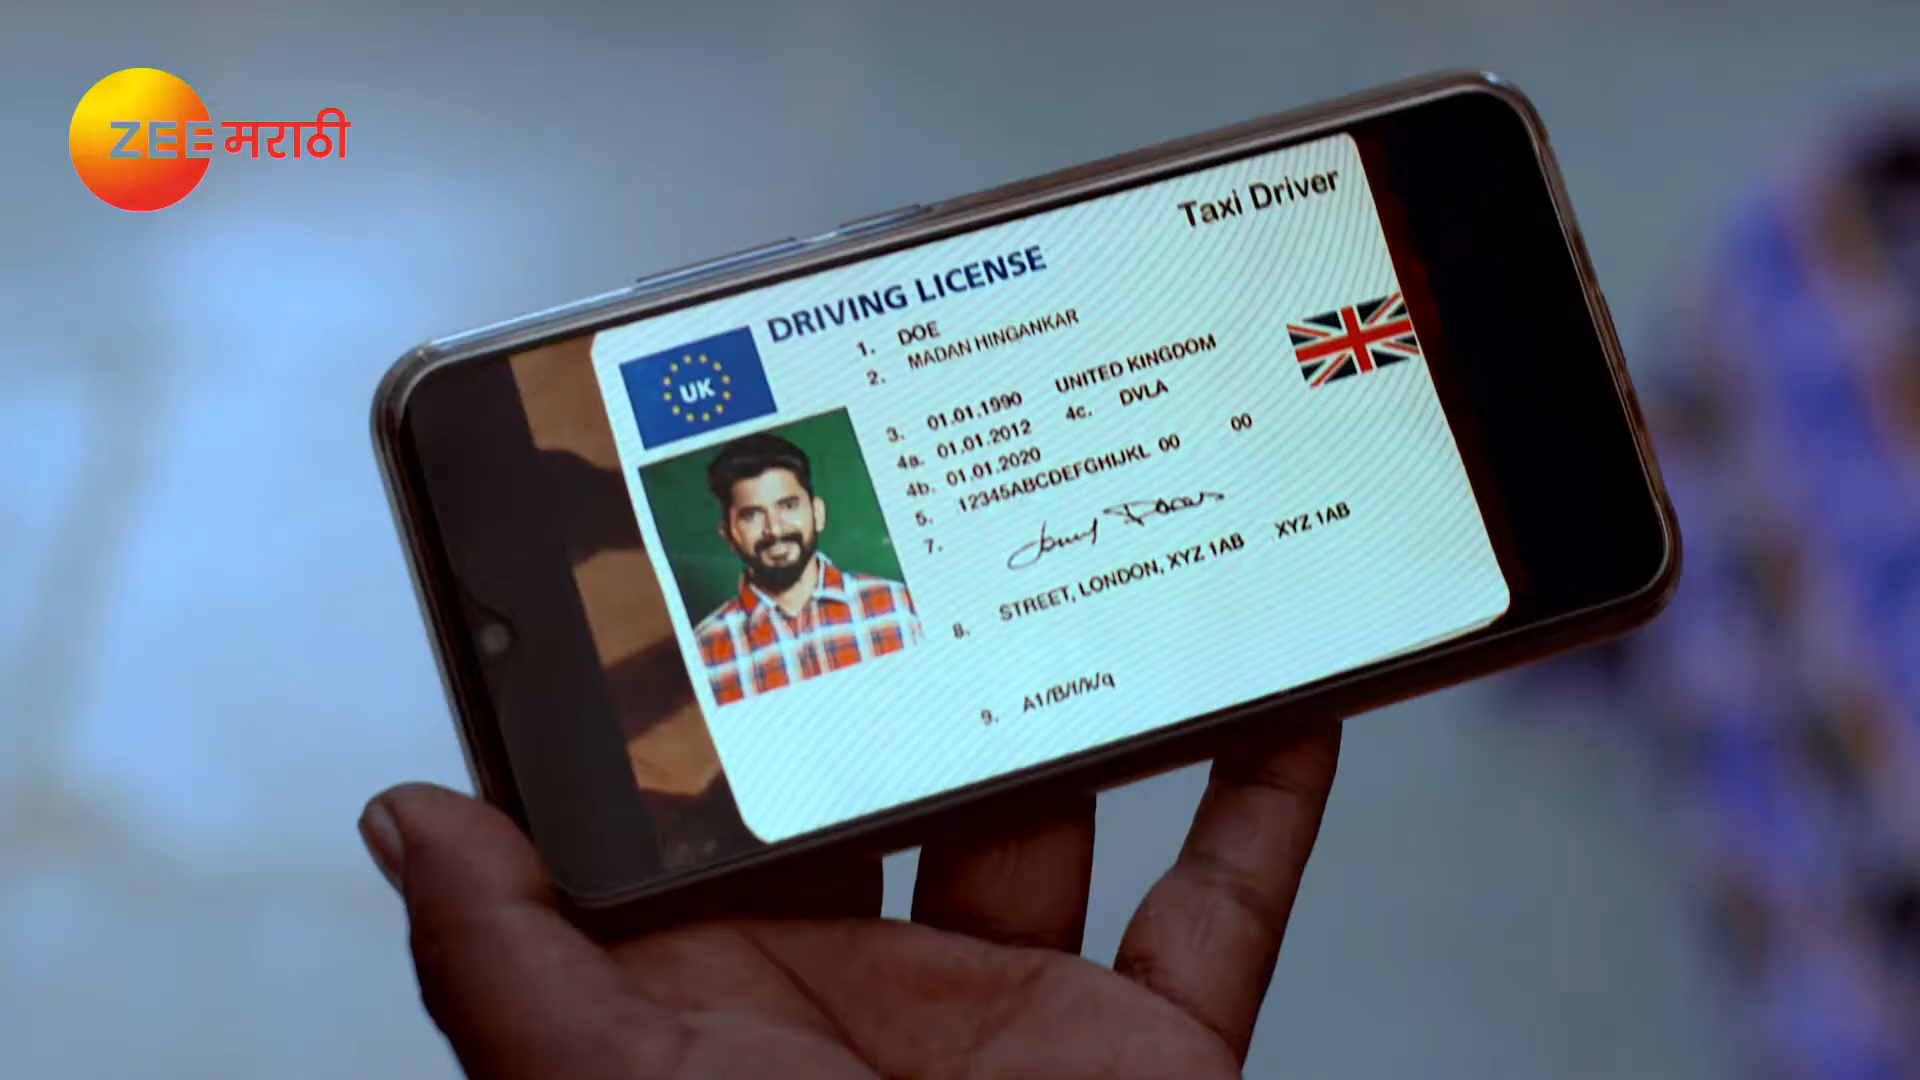 ZEE मराठी
Taxi Driver
DRIVING LICENSE
UK
1. DOE
2. MADAN HINGANKAR
3. 01.01.1990 UNITED KINGDOM
4a. 01.01.2012 4c. DVLA
4b. 01.01.2020
5. 12345ABCDEFGHIJKL 00 00
7.
8. STREET, LONDON, XYZ 1AB XYZ 1AB
9. A1/B/f/k/q